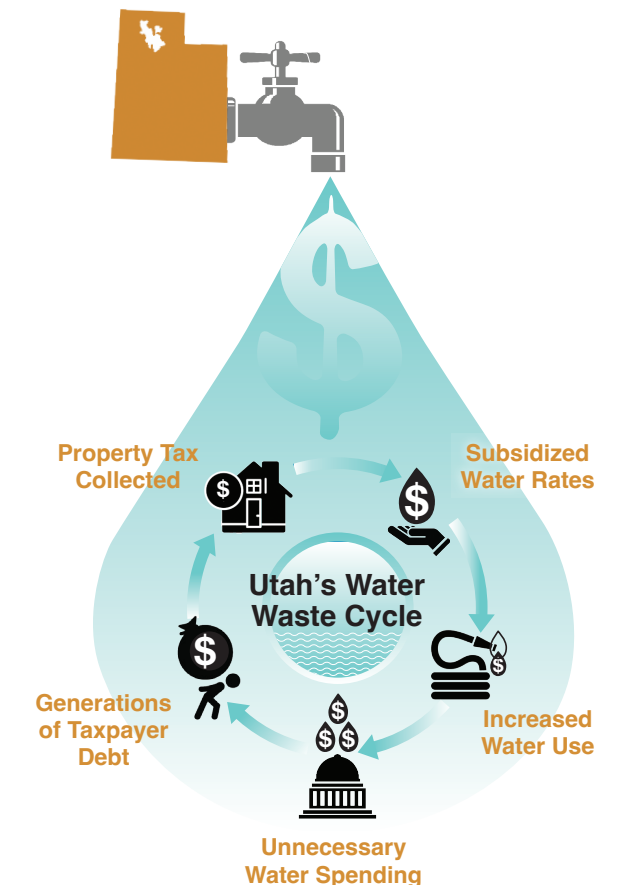 $
Property Tax
Collected
$
Subsidized
Water Rates
$
Utah's Water
Waste Cycle
$
Increased
Water Use
$
Generations
of Taxpayer
Debt
$
$ $
Unnecessary
Water Spending